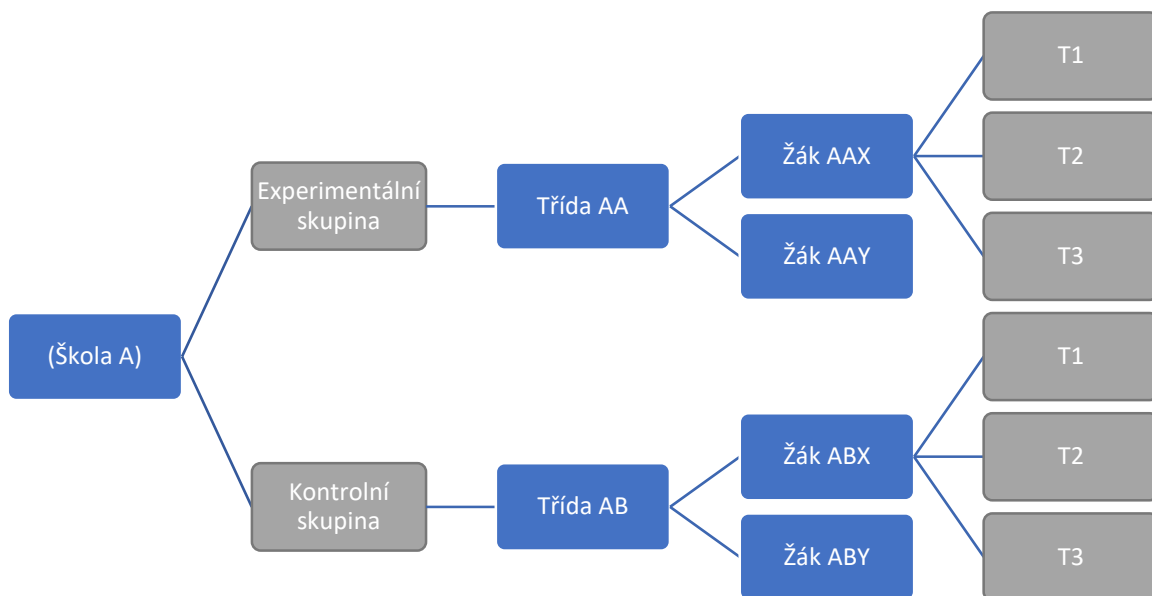 T1
Experimentální
skupina
Třída AA
Žák AAX
T2
Žák AAY
T3
(Škola A)
T1
Kontrolní
skupina
Třída AB
Žák ABX
T2
Žák ABY
T3